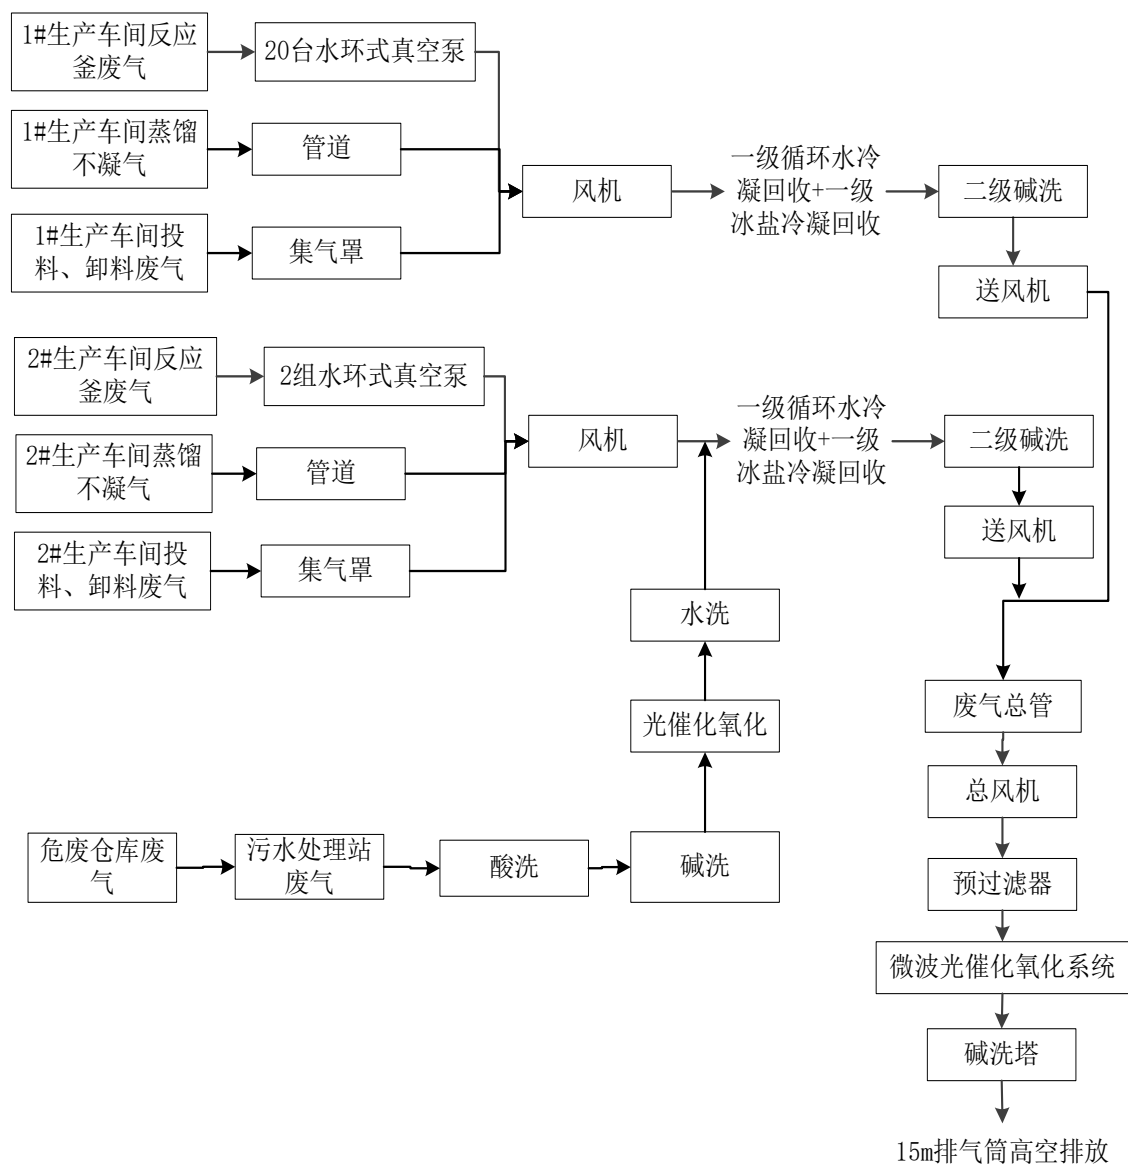 1#生产车间反应
釜废气
20台水环式真空泵
1#生产车间蒸馏
不凝气
管道
1#生产车间投
料、卸料废气
集气罩
风机
一级循环水冷
凝回收+一级
冰盐冷凝回收
二级碱洗
送风机
2#生产车间反应
釜废气
2组水环式真空泵
2#生产车间蒸馏
不凝气
管道
2#生产车间投
料、卸料废气
集气罩
风机
一级循环水冷
凝回收+一级
冰盐冷凝回收
二级碱洗
送风机
水洗
光催化氧化
危废仓库废
气
污水处理站
废气
酸洗
碱洗
废气总管
总风机
预过滤器
微波光催化氧化系统
碱洗塔
15m排气筒高空排放